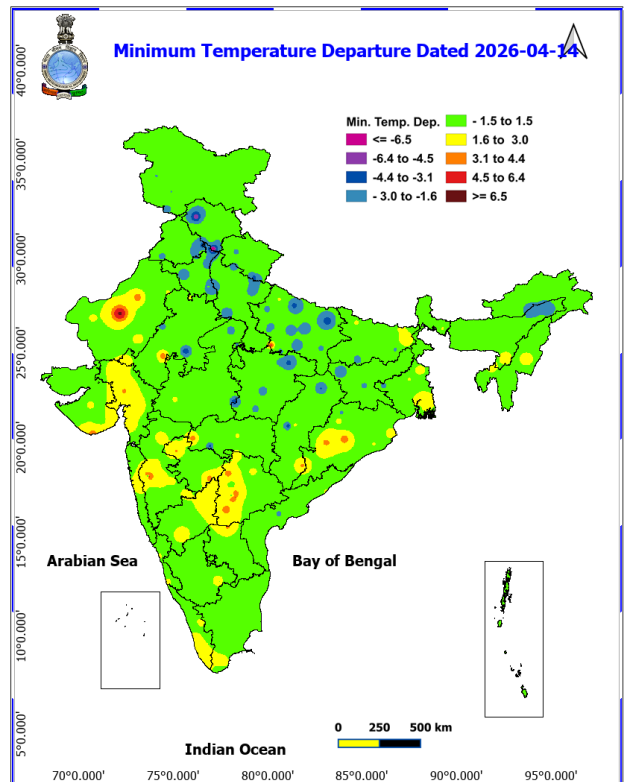 Minimum Temperature Departure Dated 2026-04-14
Min. Temp. Dep.
<= -6.5
-6.4 to -4.5
-4.4 to -3.1
- 3.0 to -1.6
- 1.5 to 1.5
1.6 to 3.0
3.1 to 4.4
4.5 to 6.4
>= 6.5
40°0.000'
35°0.000'
30°0.000'
25°0.000'
20°0.000'
15°0.000'
10°0.000'
5°0.000'
Arabian Sea
Bay of Bengal
0 250 500 km
Indian Ocean
70°0.000' 75°0.000' 80°0.000' 85°0.000' 90°0.000' 95°0.000'